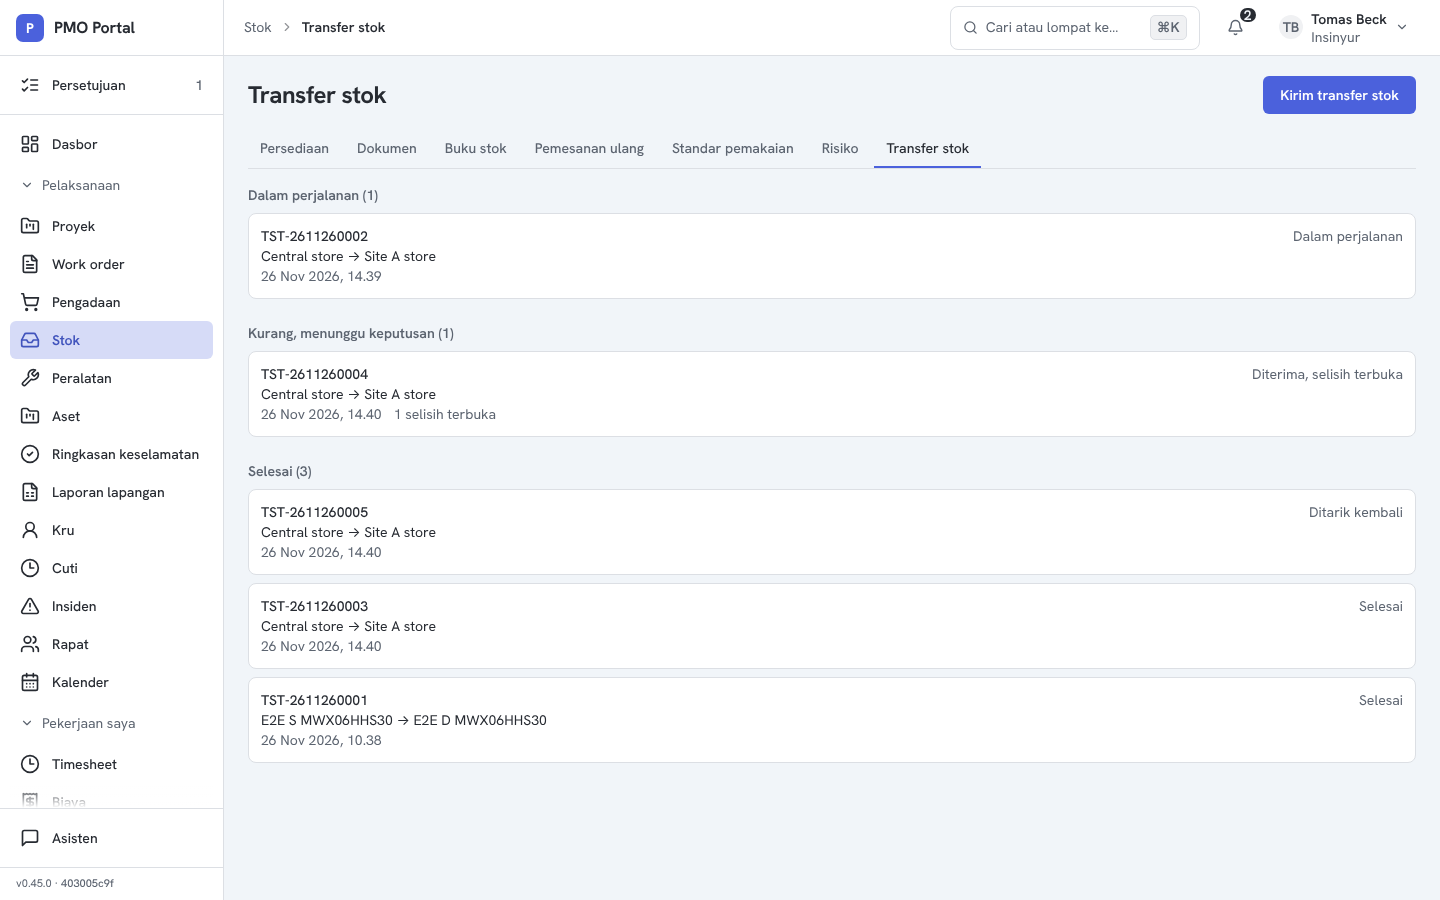 P PMO Portal
Stok > Transfer stok
Cari atau lompat ke... ⌘K
2
TB Tomas Beck
Insinyur
Persetujuan 1
Dasbor
Pelaksanaan
Proyek
Work order
Pengadaan
Stok
Peralatan
Aset
Ringkasan keselamatan
Laporan lapangan
Kru
Cuti
Insiden
Rapat
Kalender
Pekerjaan saya
Timesheet
Biaya
Asisten
v0.45.0 · 403005c9f
Transfer stok
Kirim transfer stok
Persediaan Dokumen Buku stok Pemesanan ulang Standar pemakaian Risiko Transfer stok
Dalam perjalanan (1)
TST-2611260002 Dalam perjalanan
Central store → Site A store
26 Nov 2026, 14.39
Kurang, menunggu keputusan (1)
TST-2611260004 Diterima, selisih terbuka
Central store → Site A store
26 Nov 2026, 14.40 1 selisih terbuka
Selesai (3)
TST-2611260005 Ditarik kembali
Central store → Site A store
26 Nov 2026, 14.40
TST-2611260003 Selesai
Central store → Site A store
26 Nov 2026, 14.40
TST-2611260001 Selesai
E2E S MWX06HHS30 → E2E D MWX06HHS30
26 Nov 2026, 10.38